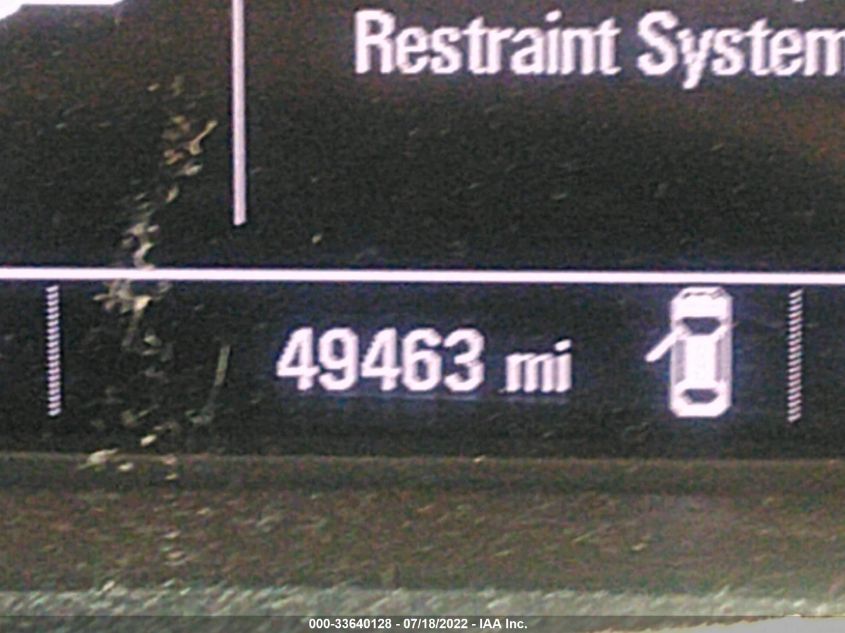 Restraint System
49463 mi
000-33640128 - 07/18/2022 - IAA Inc.